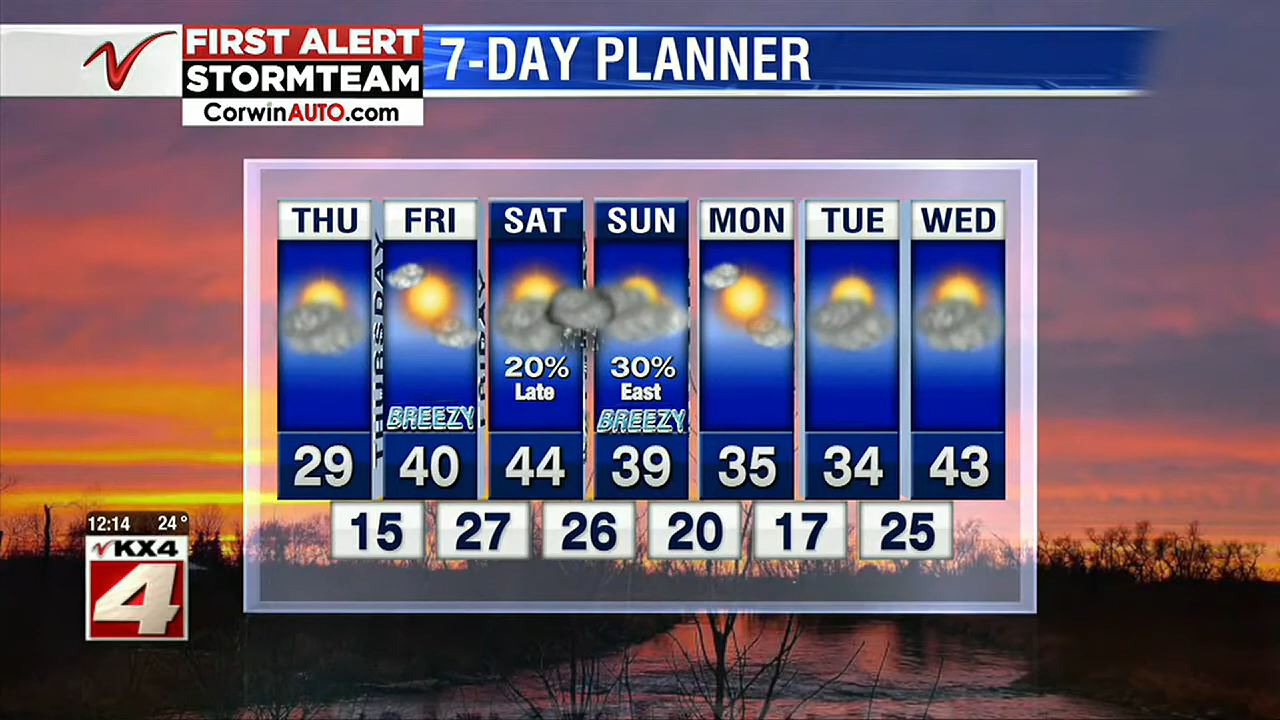 FIRST ALERT
STORMTEAM
CorwinAUTO.com
7-DAY PLANNER
THU FRI SAT SUN MON TUE WED
THURSDAY FRIDAY
20% 30%
Late East
BREEZY BREEZY
29 40 44 39 35 34 43
15 27 26 20 17 25
12:14 24°
KX4
4